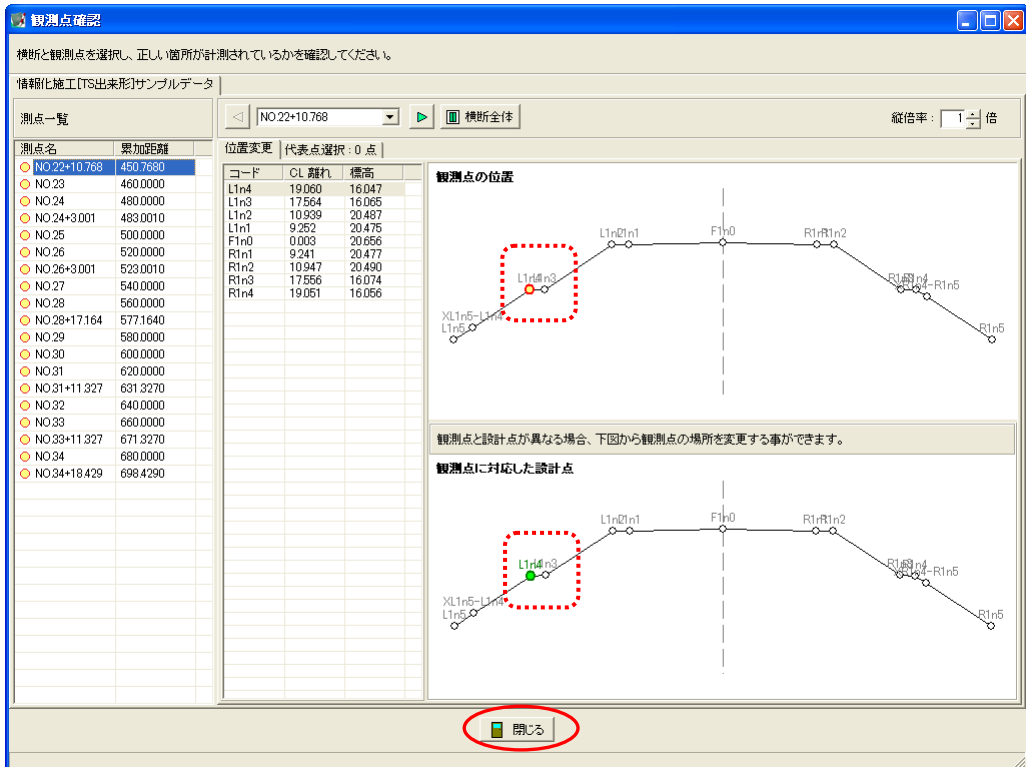 観測点確認
横断と観測点を選択し、正しい箇所が計測されているかを確認してください。
情報化施工[TS出来形]サンプルデータ
測点一覧
NO.22+10.768
横断全体
縦倍率： 1 倍
測点名 累加距離
NO.22+10.768 450.7680
NO.23 460.0000
NO.24 480.0000
NO.24+3.001 483.0010
NO.25 500.0000
NO.26 520.0000
NO.26+3.001 523.0010
NO.27 540.0000
NO.28 560.0000
NO.28+17.164 577.1640
NO.29 580.0000
NO.30 600.0000
NO.31 620.0000
NO.31+11.327 631.3270
NO.32 640.0000
NO.33 660.0000
NO.33+11.327 671.3270
NO.34 680.0000
NO.34+18.429 698.4290
位置変更 代表点選択：0 点
コード CL 離れ 標高
L1n4 19.060 16.047
L1n3 17.564 16.065
L1n2 10.939 20.487
L1n1 9.252 20.475
F1n0 0.003 20.656
R1n1 9.241 20.477
R1n2 10.947 20.490
R1n3 17.556 16.074
R1n4 19.051 16.056
観測点の位置
F1n0
R1n2
XL1n5-L1n4
L1n5
R1n5
観測点と設計点が異なる場合、下図から観測点の場所を変更する事ができます。
観測点に対応した設計点
F1n0
R1n2
L1n4
XL1n5-L1n4
L1n5
R1n5
閉じる